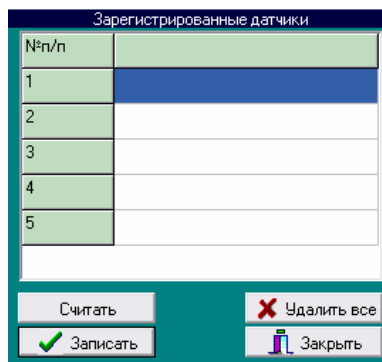 Зарегистрированные датчики
№п/п
1
2
3
4
5
Считать
Удалить все
Записать
Закрыть